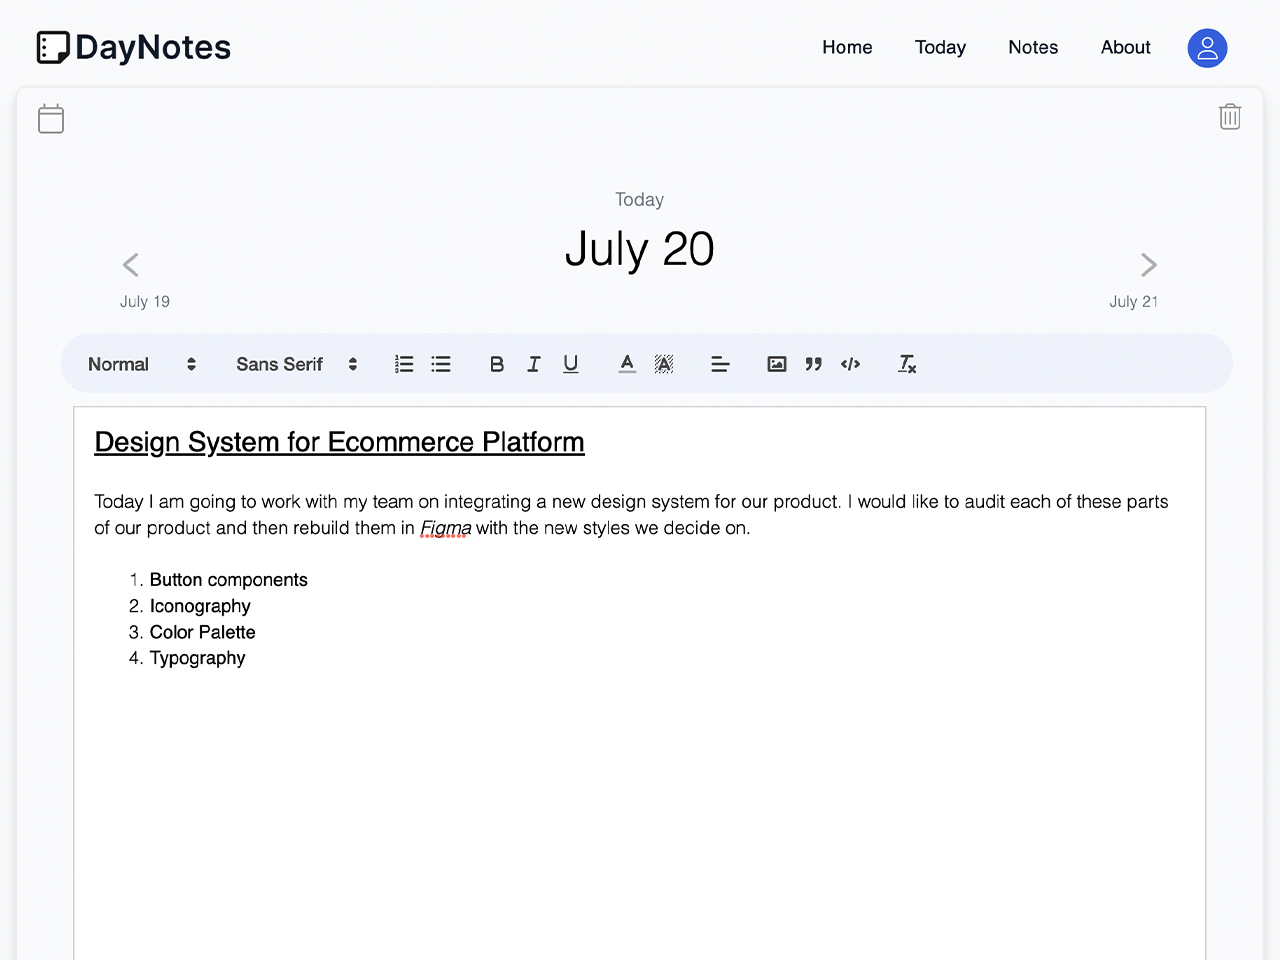 DayNotes
Home Today Notes About
Today
July 20
July 19
July 21
Normal Sans Serif
Design System for Ecommerce Platform
Today I am going to work with my team on integrating a new design system for our product. I would like to audit each of these parts
of our product and then rebuild them in Figma with the new styles we decide on.
1. Button components
2. Iconography
3. Color Palette
4. Typography